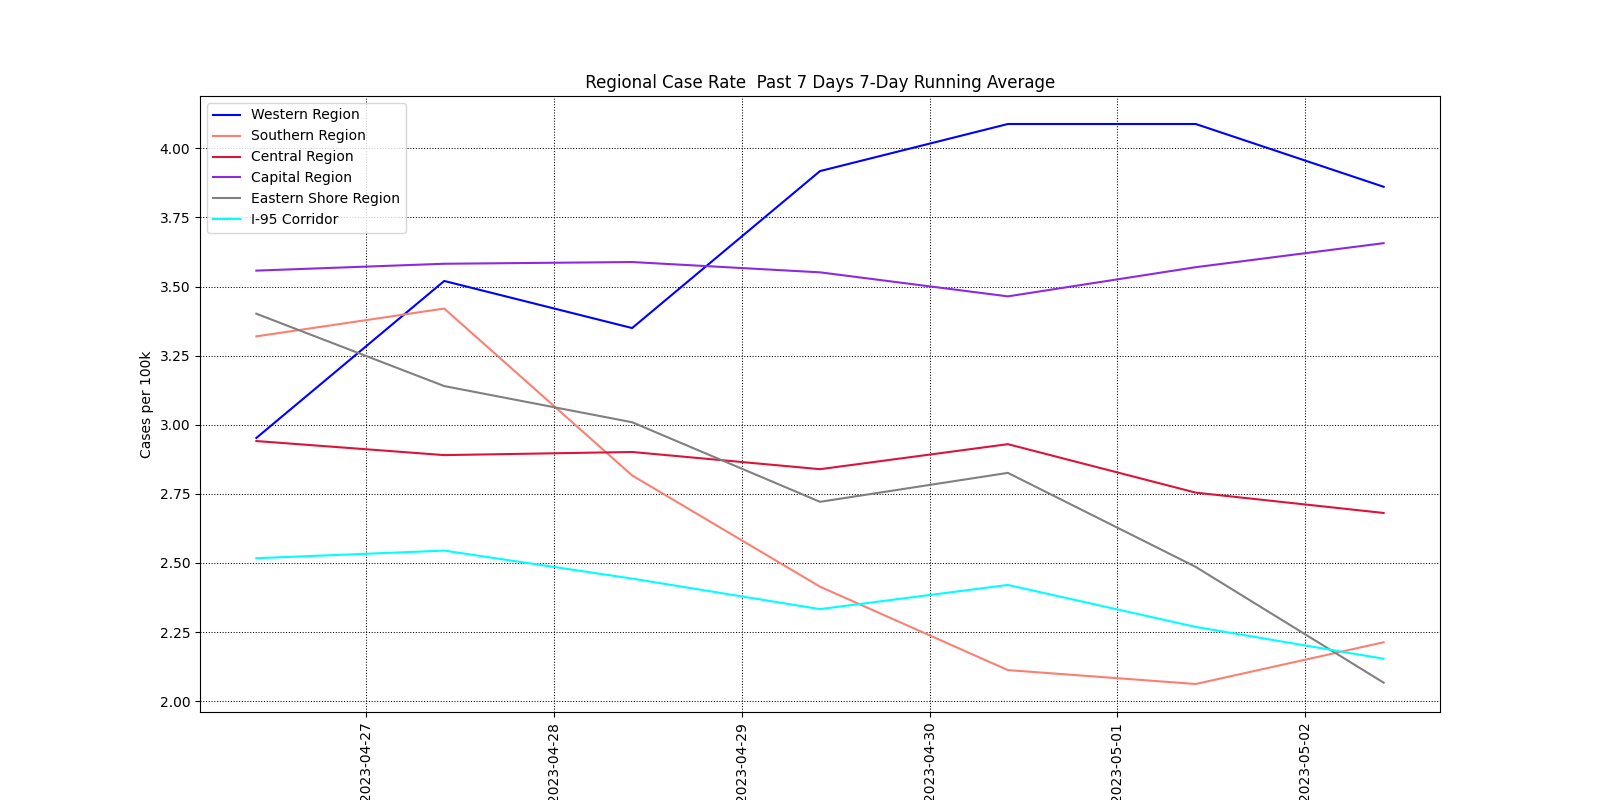 Regional Case Rate  Past 7 Days 7-Day Running Average
Western Region
Southern Region
Central Region
Capital Region
Eastern Shore Region
I-95 Corridor
Cases per 100k
4.00
3.75
3.50
3.25
3.00
2.75
2.50
2.25
2.00
2023-04-27
2023-04-28
2023-04-29
2023-04-30
2023-05-01
2023-05-02